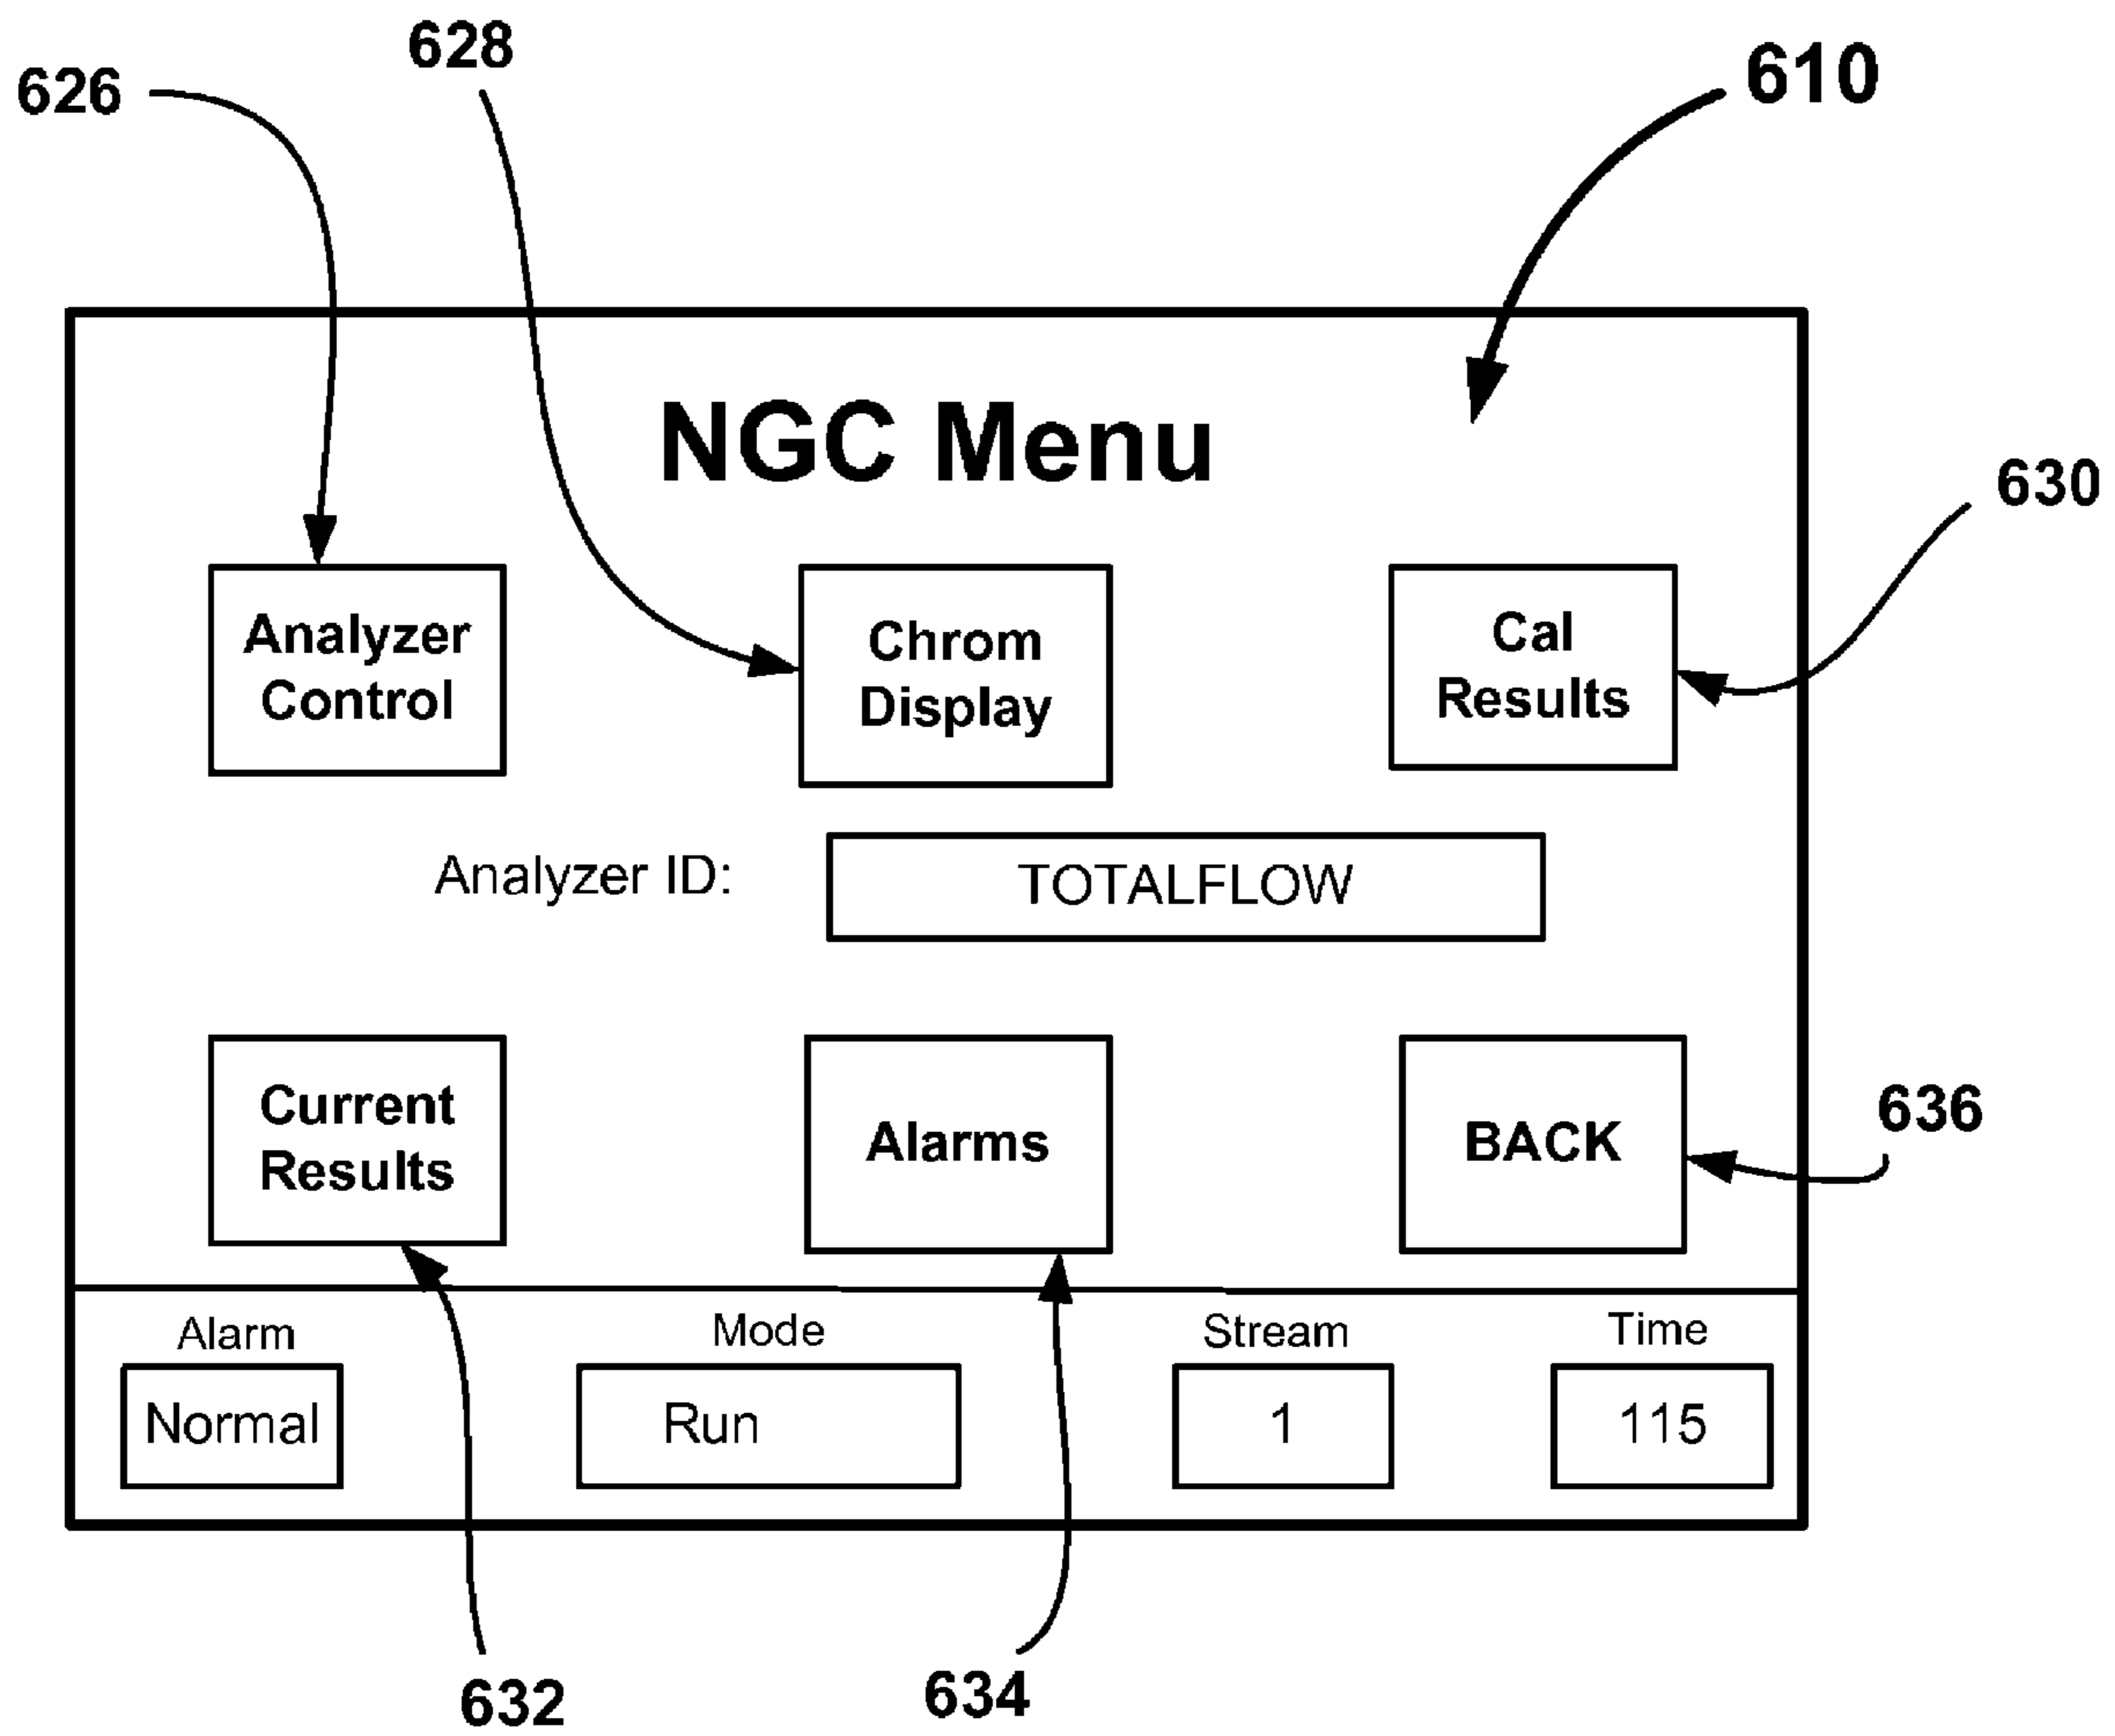 628
610
626
NGC Menu
630
Analyzer
Control
Chrom
Display
Cal
Results
Analyzer ID:
TOTALFLOW
Current
Results
Alarms
BACK
636
Alarm
Mode
Stream
Time
Normal
Run
1
115
632
634